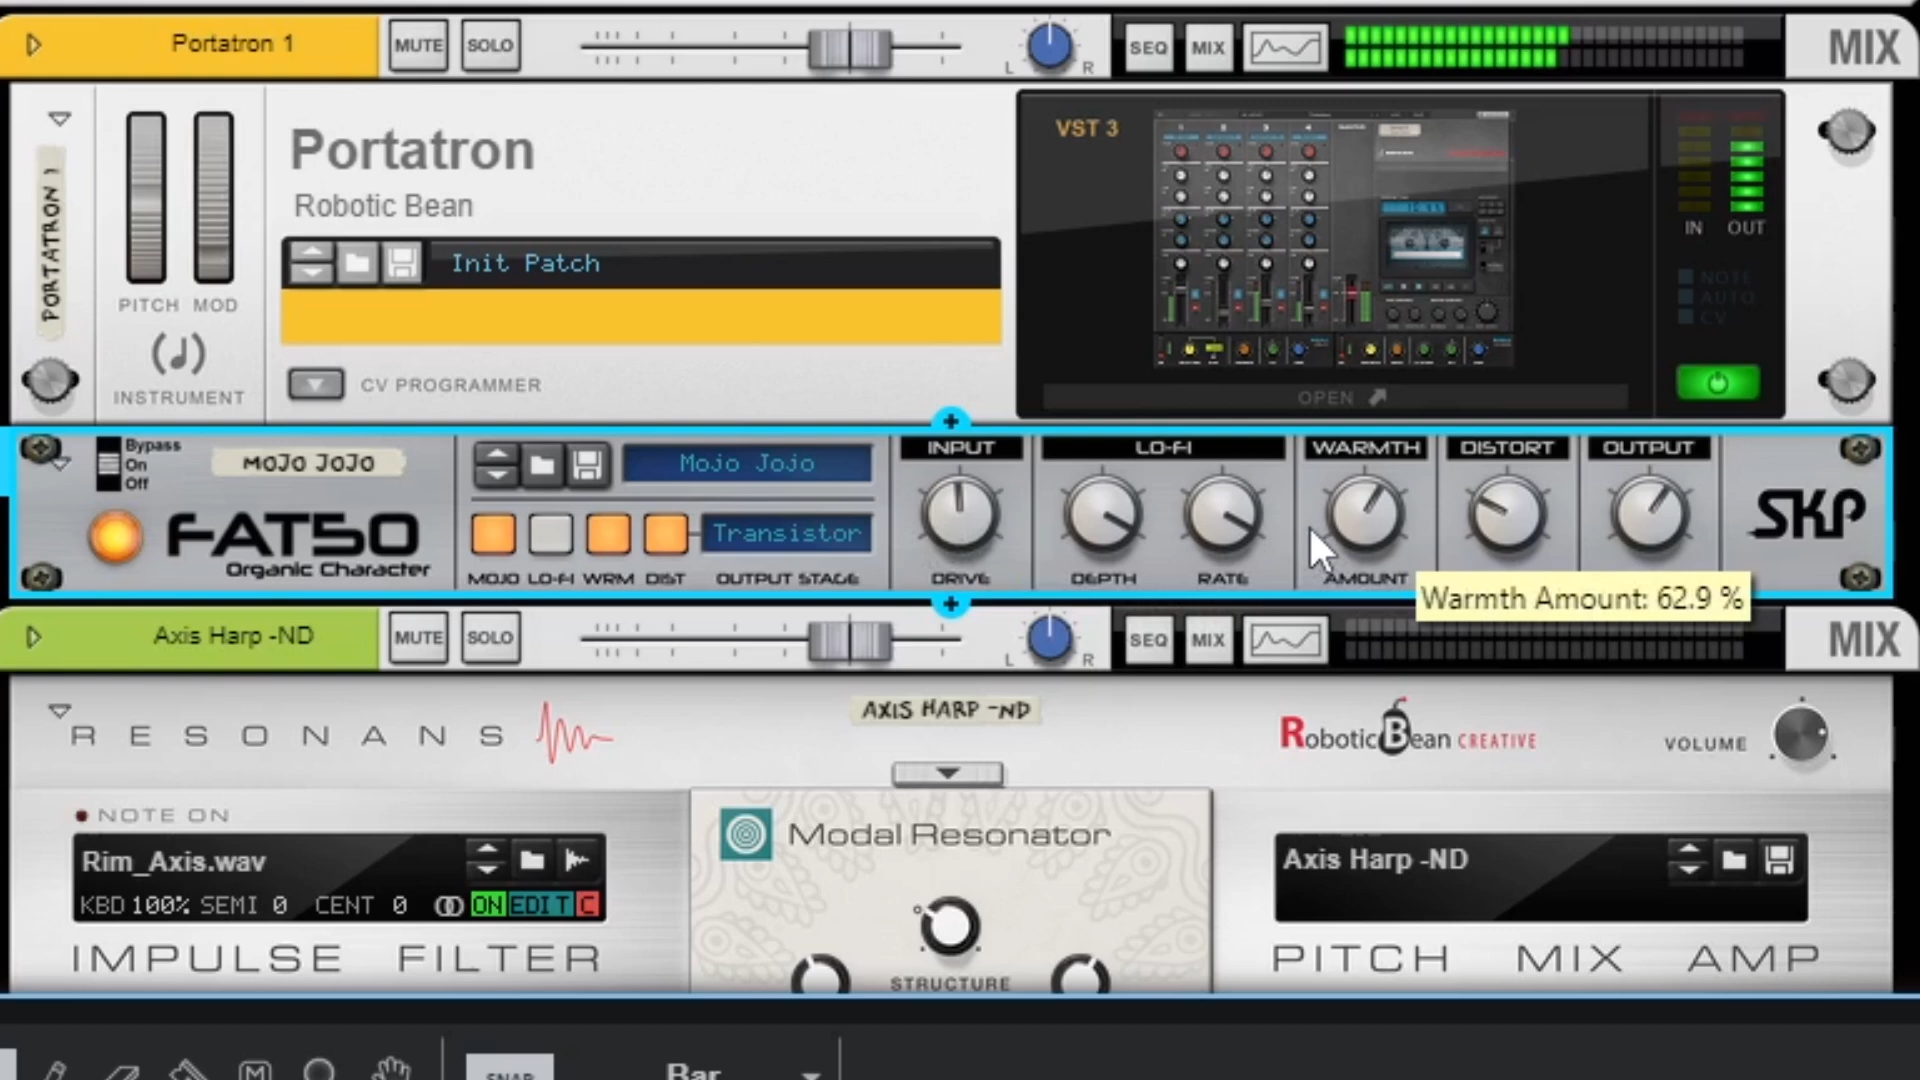 Portatron 1
MUTE
SOLO
L
R
SEQ
MIX
MIX
PORTATRON 1
PITCH MOD
INSTRUMENT
Portatron
Robotic Bean
Init Patch
CV PROGRAMMER
VST 3
OPEN
IN OUT
NOTE
AUTO
CV
Bypass
On
Off
MOJO JOJO
FAT50
Organic Character
Mojo Jojo
Transistor
MOJO LO-FI WRM DIST OUTPUT STAGE
INPUT
DRIVE
LO-FI
DEPTH RATE
WARMTH
AMOUNT
DISTORT
OUTPUT
SKP
Warmth Amount: 62.9 %
Axis Harp -ND
MUTE
SOLO
L
R
SEQ
MIX
MIX
RESONANS
AXIS HARP -ND
RoboticBean CREATIVE
VOLUME
NOTE ON
Rim_Axis.wav
KBD 100% SEMI 0 CENT 0 ON EDIT C
IMPULSE FILTER
Modal Resonator
STRUCTURE
Axis Harp -ND
PITCH MIX AMP
M
SNAP
Bar